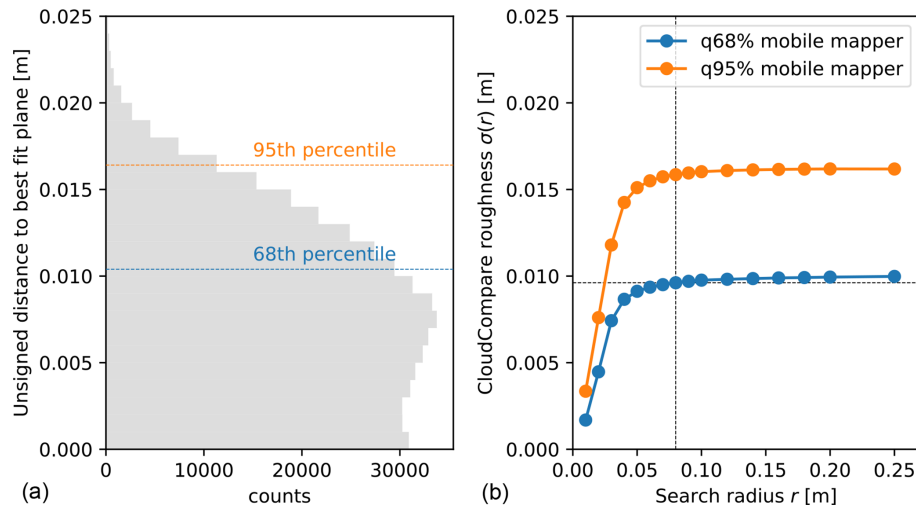 0.025
0.020
0.015
0.010
0.005
0.000
Unsigned distance to best fit plane [m]
95th percentile
68th percentile
0
10000
20000
30000
counts
(a)
0.025
0.020
0.015
0.010
0.005
0.000
CloudCompare roughness σ(r) [m]
q68% mobile mapper
q95% mobile mapper
0.00
0.05
0.10
0.15
0.20
0.25
Search radius r [m]
(b)